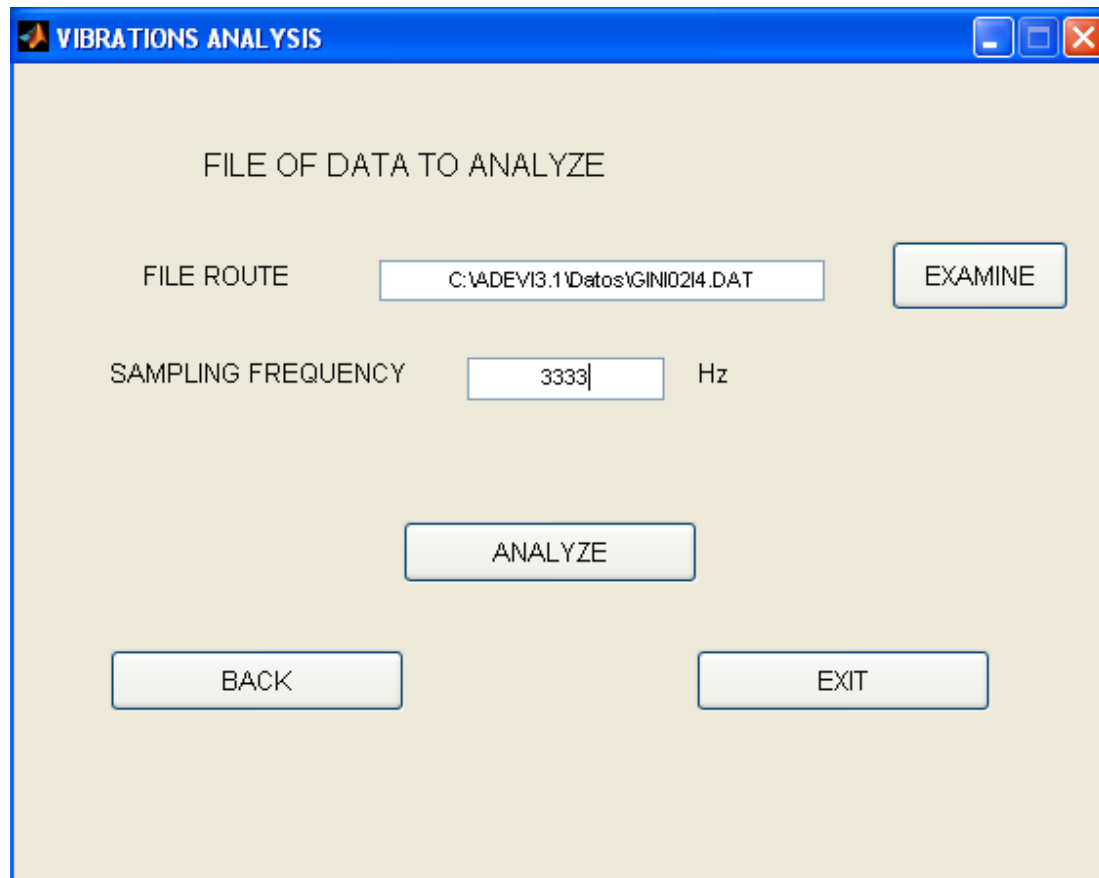 VIBRATIONS ANALYSIS
FILE OF DATA TO ANALYZE
FILE ROUTE C:\ADEVI3.1\Datos\GINI02I4.DAT EXAMINE
SAMPLING FREQUENCY 3333 Hz
ANALYZE
BACK EXIT